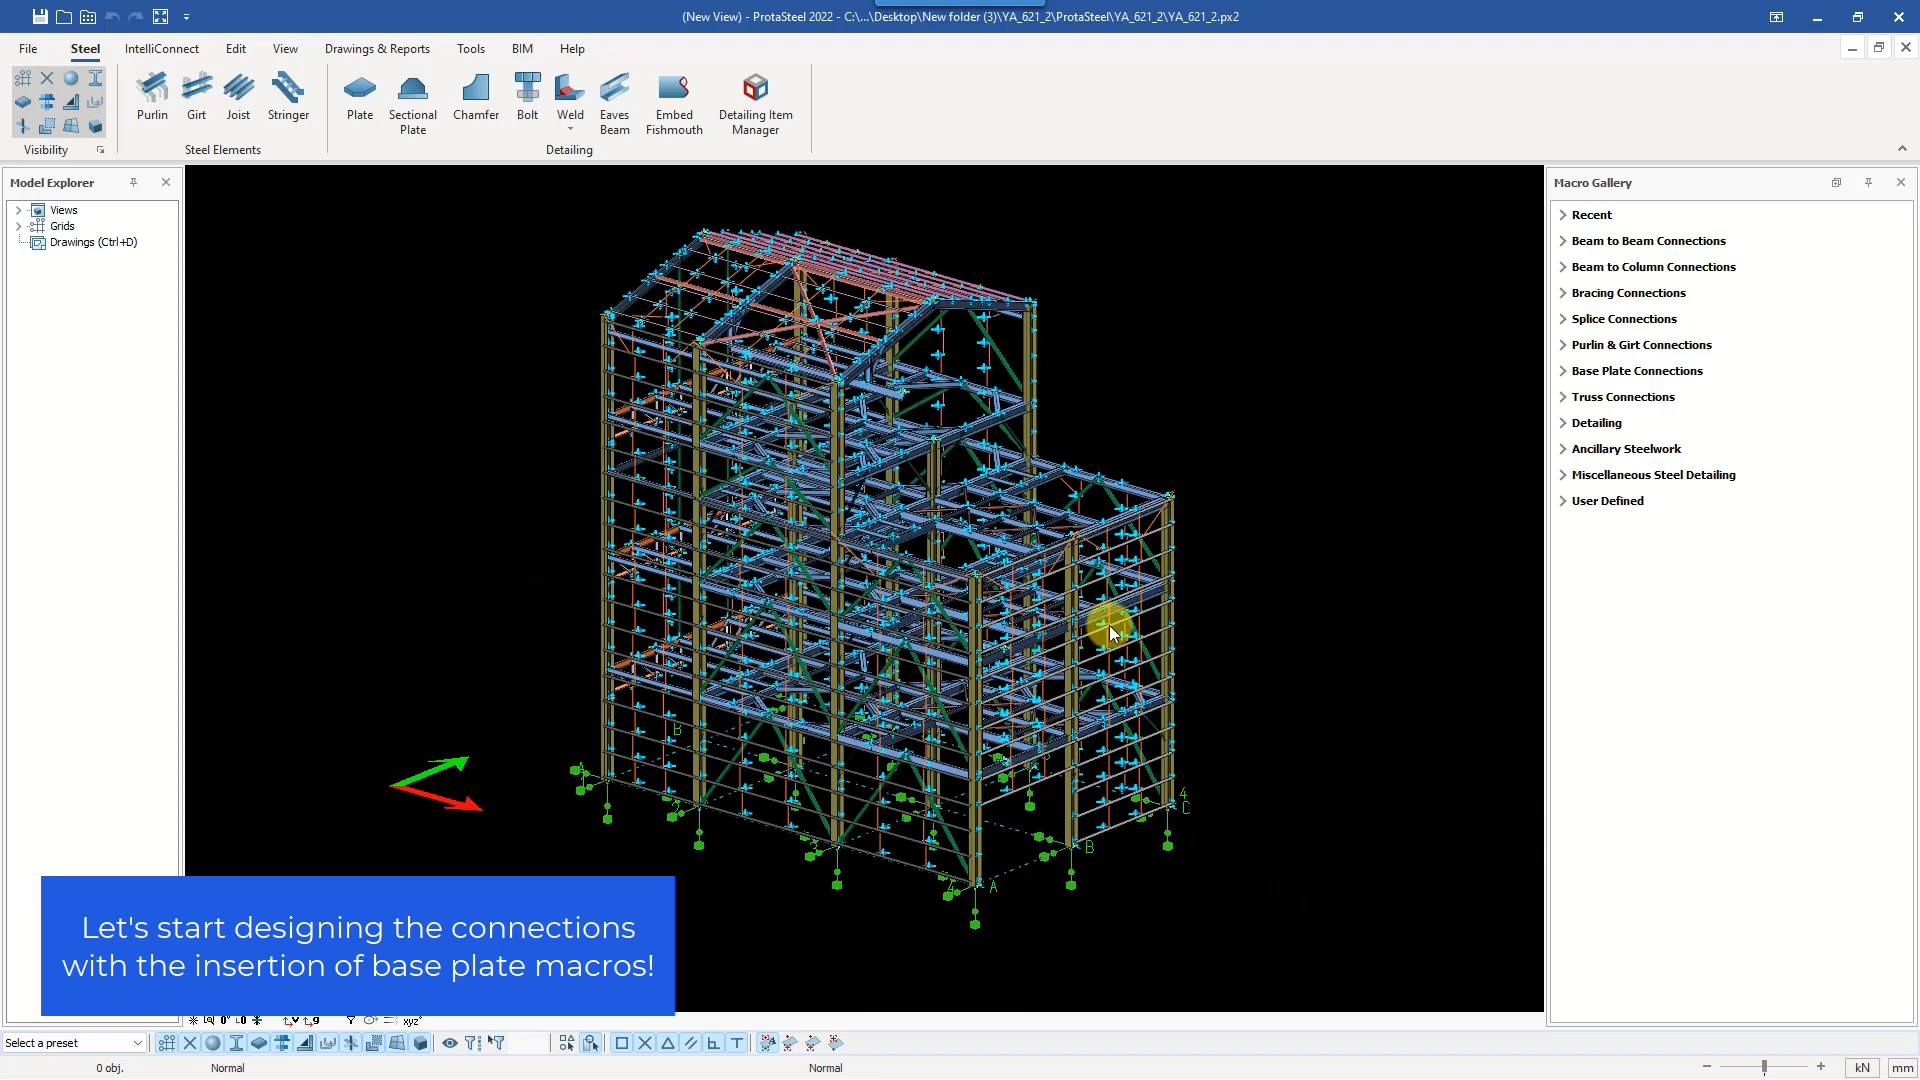 (New View) - ProtaSteel 2022 - C:\...\Desktop\New folder (3)\YA_621_2\ProtaSteel\YA_621_2\YA_621_2.px2
File Steel IntelliConnect Edit View Drawings & Reports Tools BIM Help
Purlin Girt Joist Stringer Plate Sectional Plate Chamfer Bolt Weld Eaves Beam Embed Fishmouth Detailing Item Manager
Visibility Steel Elements Detailing
Model Explorer
Views
Grids
Drawings (Ctrl+D)
Macro Gallery
Recent
Beam to Beam Connections
Beam to Column Connections
Bracing Connections
Splice Connections
Purlin & Girt Connections
Base Plate Connections
Truss Connections
Detailing
Ancillary Steelwork
Miscellaneous Steel Detailing
User Defined
B
A
2
3
4
A
B
4
C
Let's start designing the connections
with the insertion of base plate macros!
xyz
Select a preset
0 obj. Normal Normal kN mm